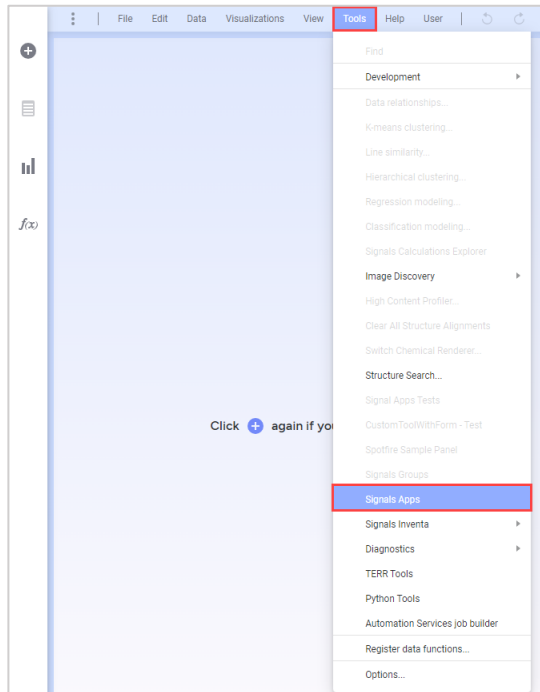 File Edit Data Visualizations View Tools Help User
Find
Development
Data relationships...
K-means clustering...
Line similarity...
Hierarchical clustering...
Regression modeling...
Classification modeling...
Signals Calculations Explorer
Image Discovery
High Content Profiler...
Clear All Structure Alignments
Switch Chemical Renderer...
Structure Search...
Signal Apps Tests
CustomToolWithForm - Test
Spotfire Sample Panel
Signals Groups
Signals Apps
Signals Inventa
Diagnostics
TERR Tools
Python Tools
Automation Services job builder
Register data functions...
Options...
f(x)
Click + again if you